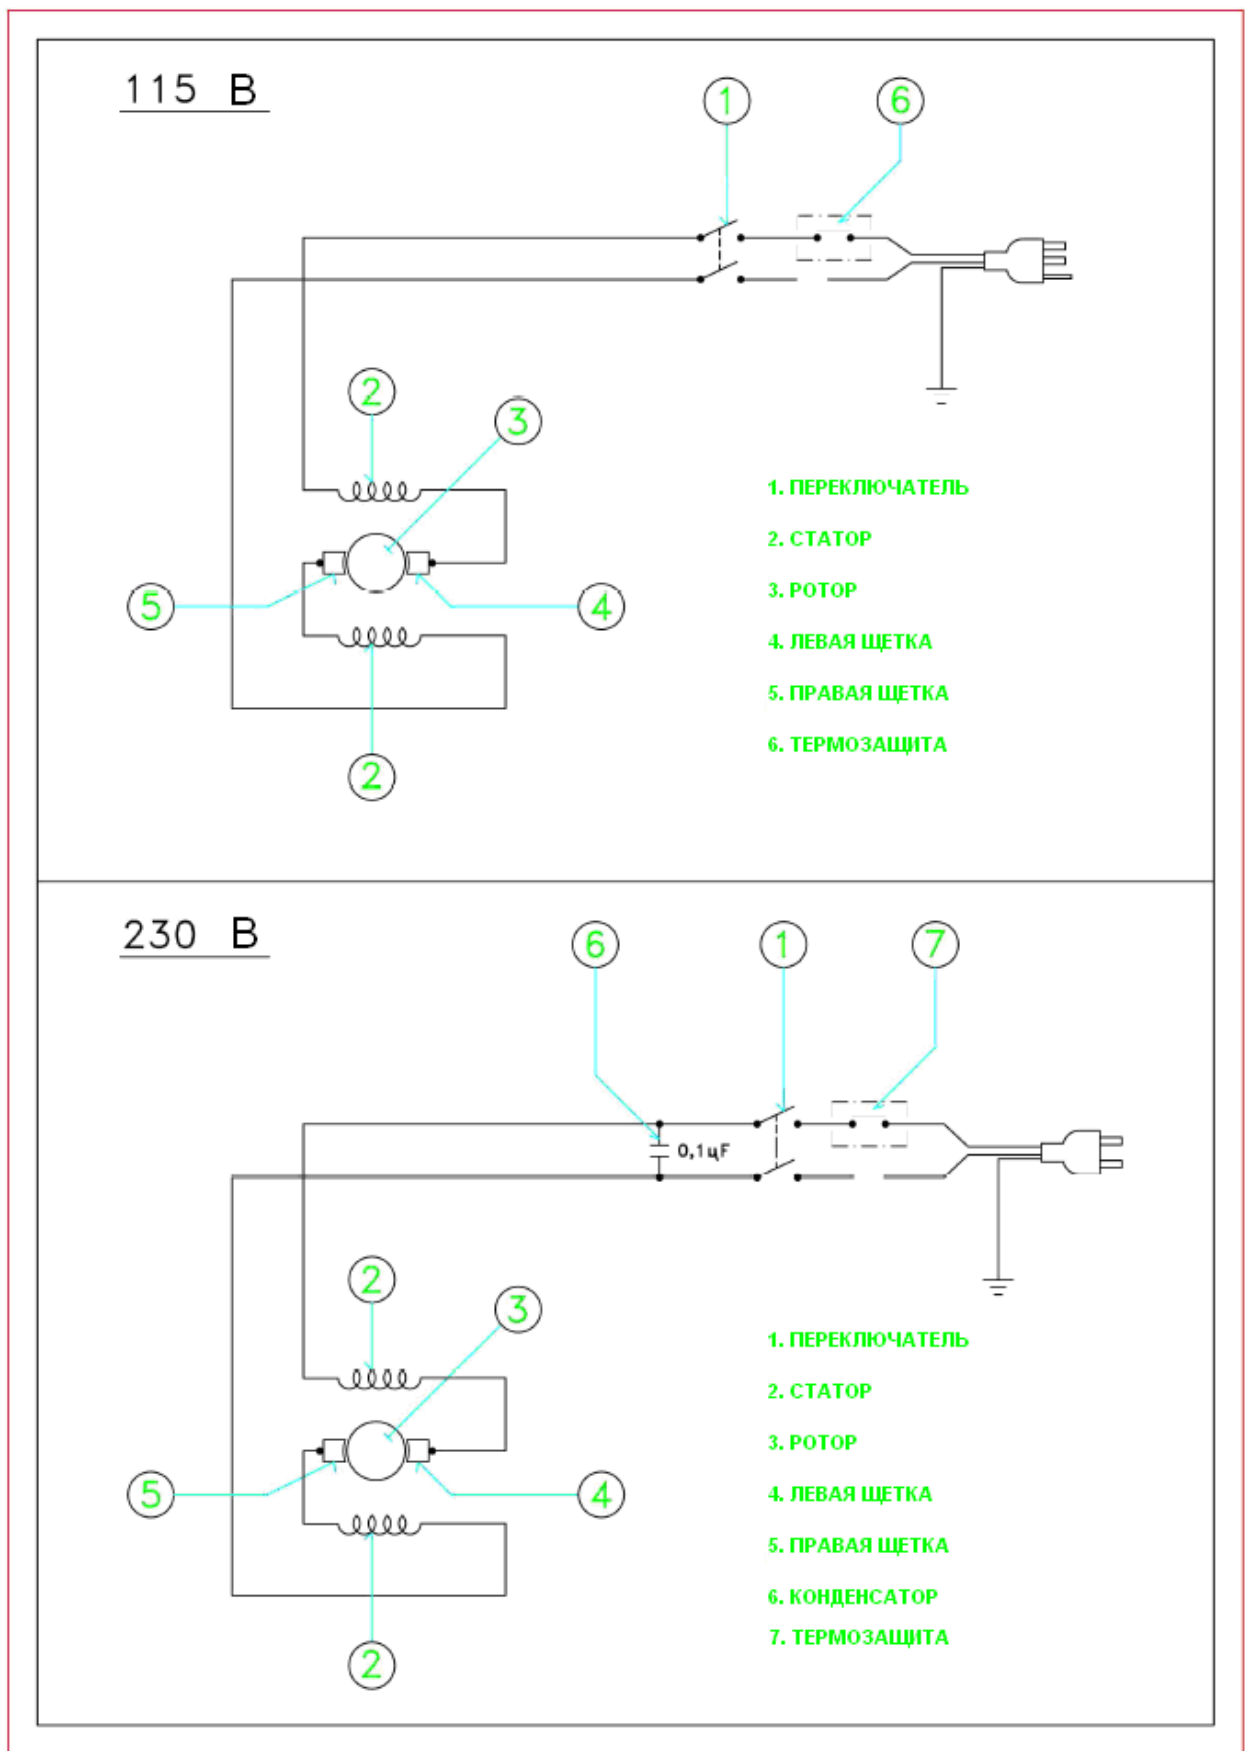 115 В
1 6
2
3
1. ПЕРЕКЛЮЧАТЕЛЬ
2. СТАТОР
3. РОТОР
5 4
4. ЛЕВАЯ ЩЕТКА
5. ПРАВАЯ ЩЕТКА
6. ТЕРМОЗАЩИТА
2
230 В
6 1 7
0,1цF
2
3
1. ПЕРЕКЛЮЧАТЕЛЬ
2. СТАТОР
3. РОТОР
5 4
4. ЛЕВАЯ ЩЕТКА
5. ПРАВАЯ ЩЕТКА
6. КОНДЕНСАТОР
7. ТЕРМОЗАЩИТА
2